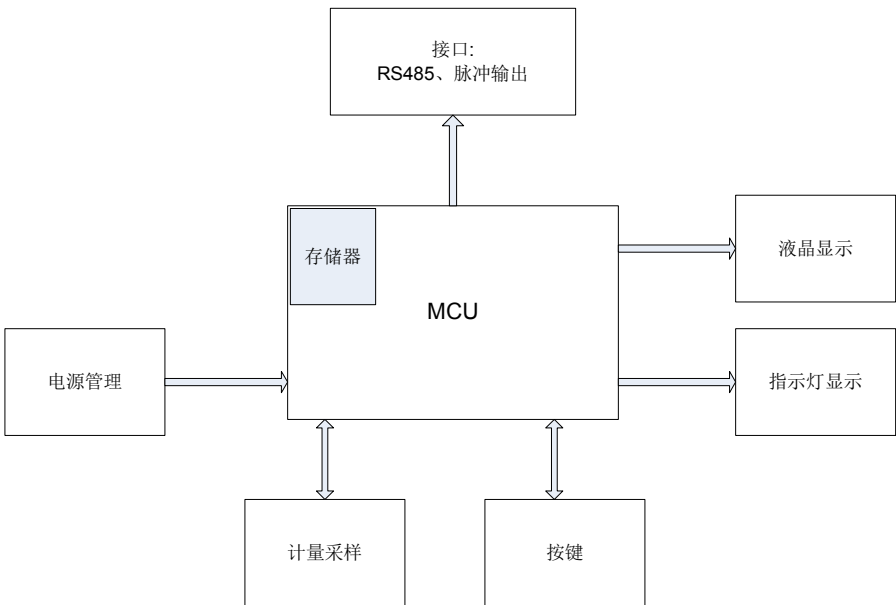 接口:
RS485、脉冲输出
存储器
MCU
液晶显示
电源管理
指示灯显示
计量采样
按键